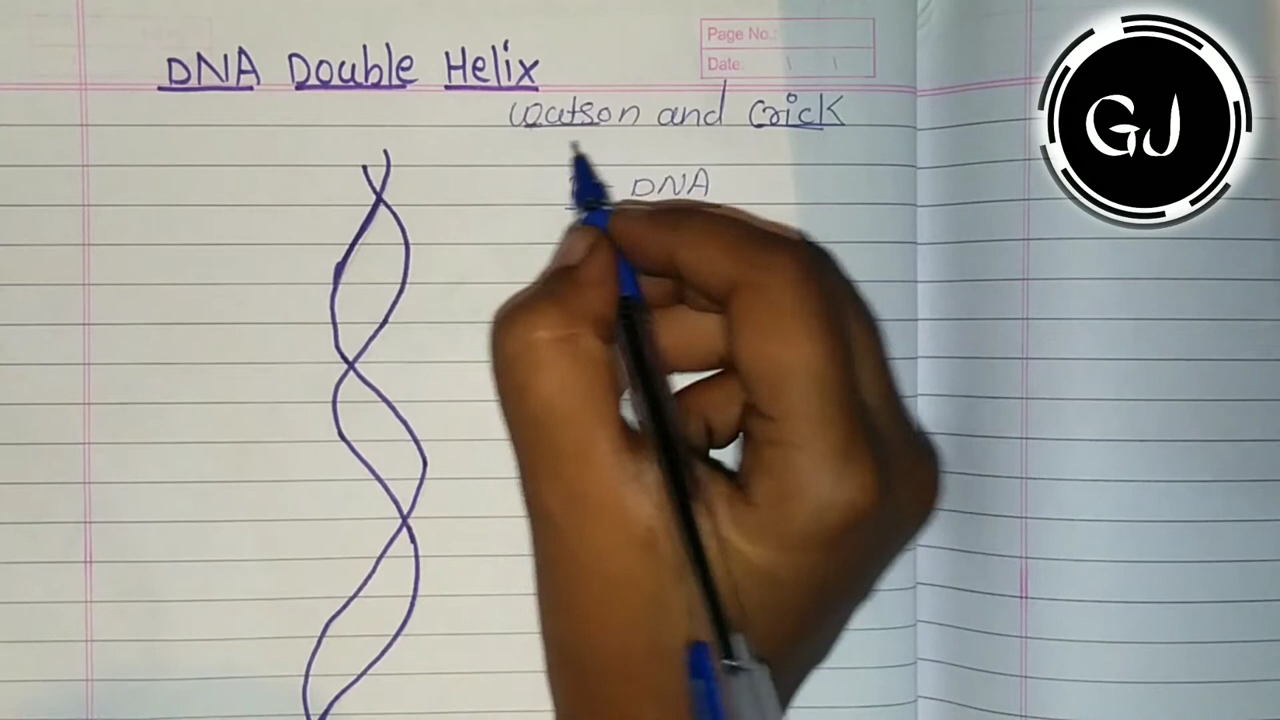 Page No.:
DNA Double Helix
Date:
Watson and Crick
DNA
GJ